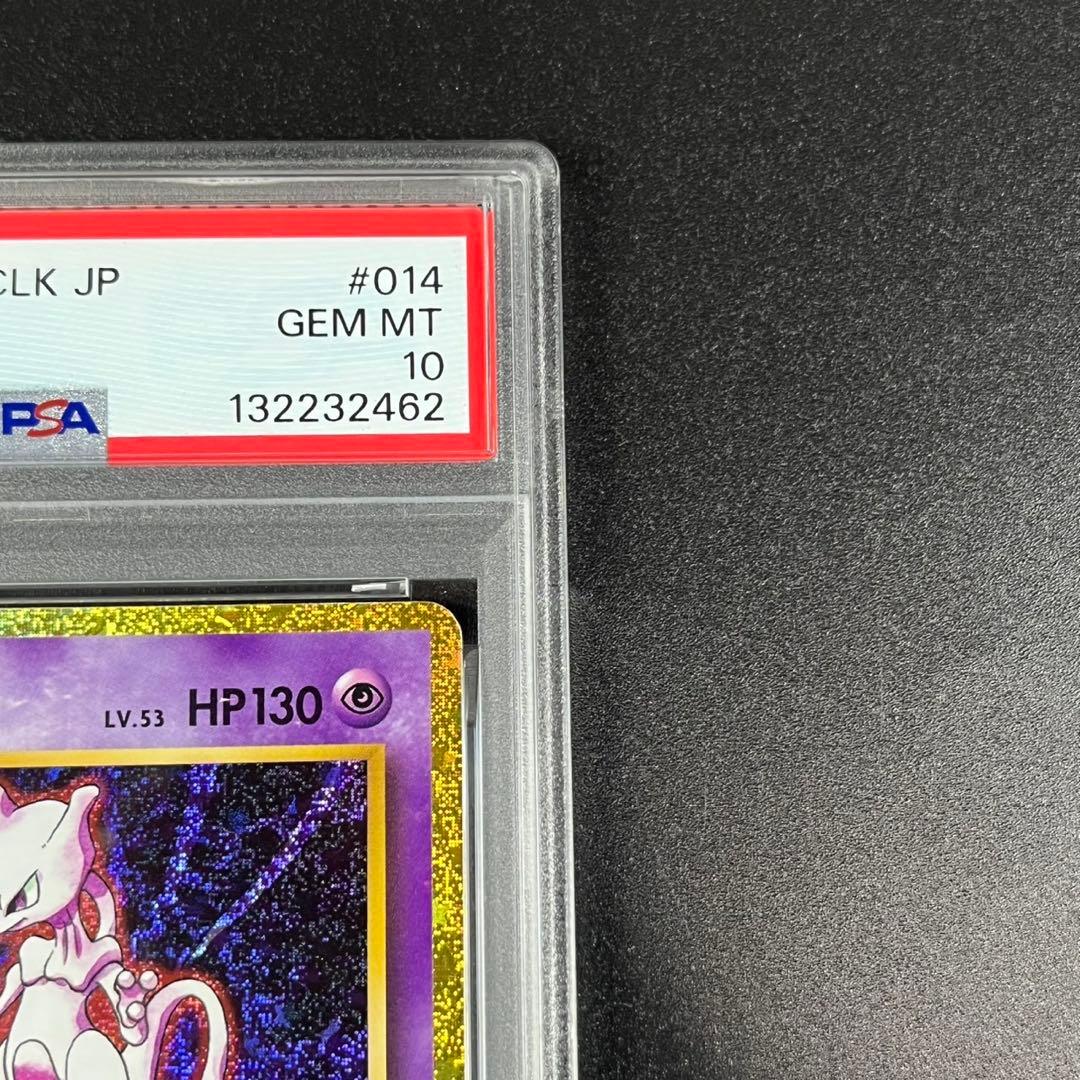 CLK JP #014
GEM MT
10
PSA 132232462
LV.53 HP130